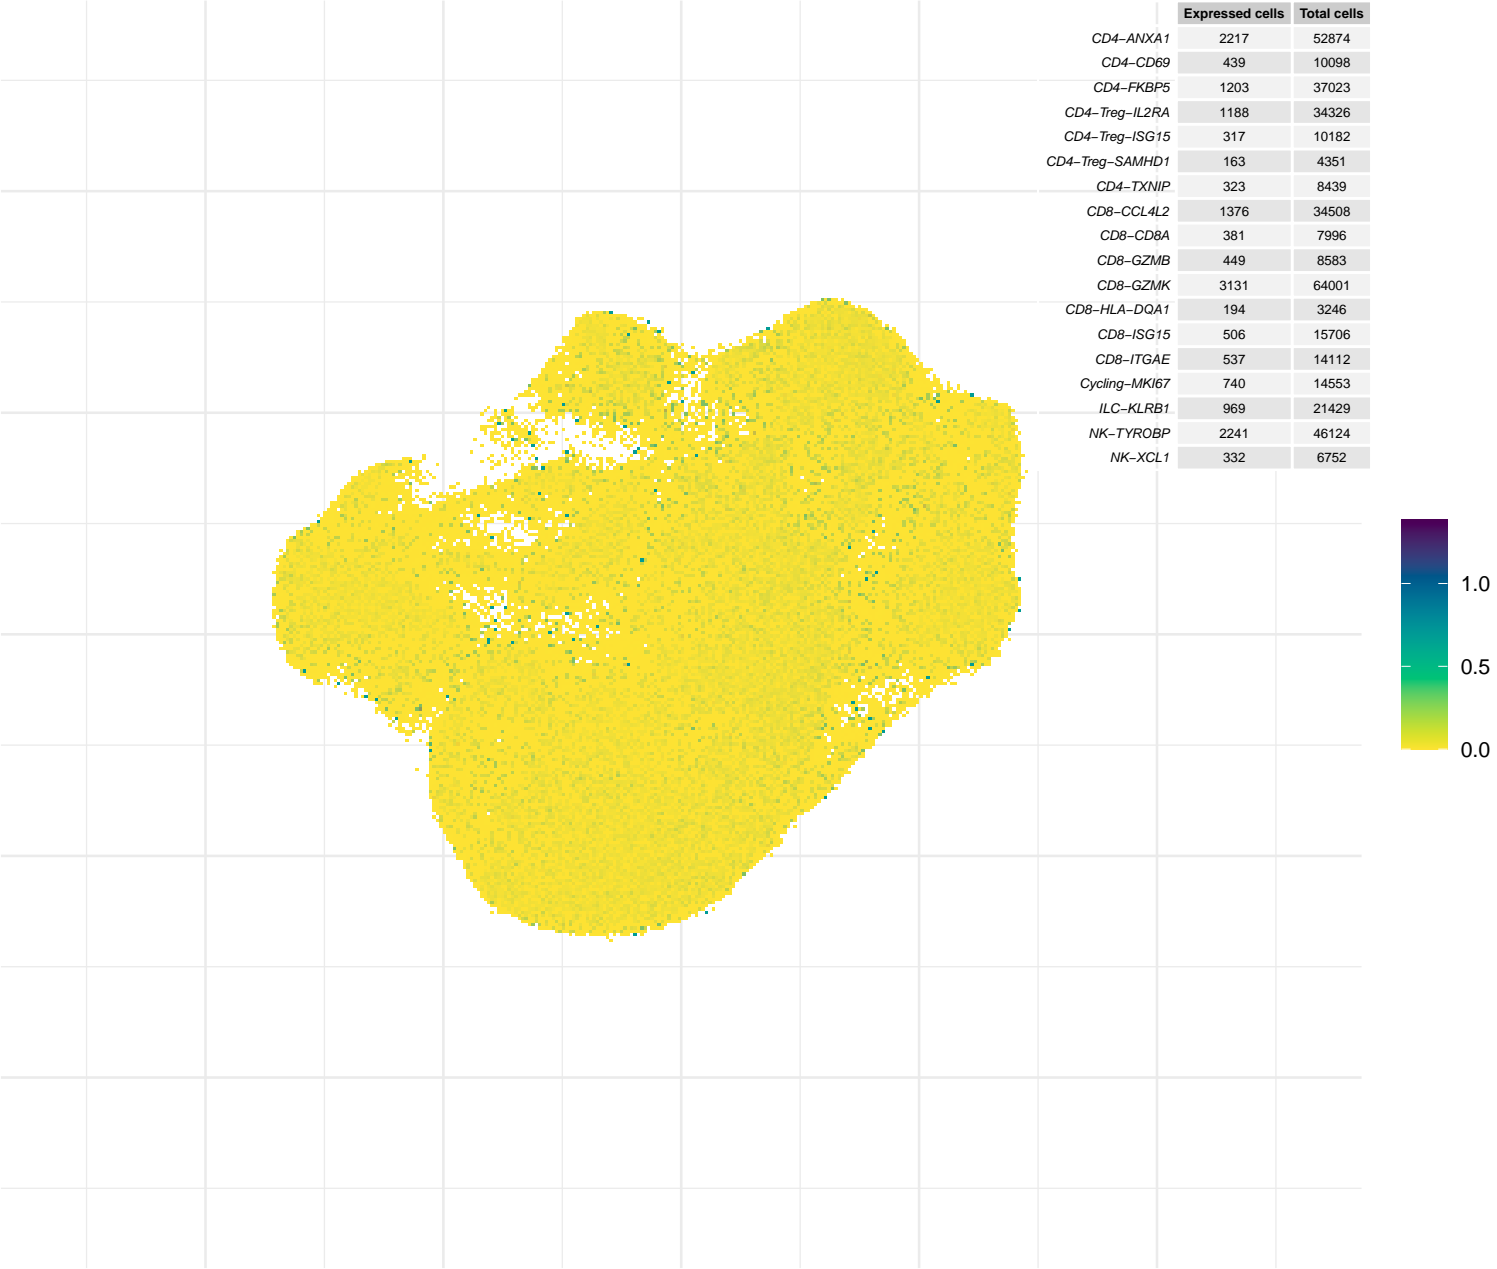 Expressed cells Total cells
CD4−ANXA1 2217 52874
CD4−CD69 439 10098
CD4−FKBP5 1203 37023
CD4−Treg−IL2RA 1188 34326
CD4−Treg−ISG15 317 10182
CD4−Treg−SAMHD1 163 4351
CD4−TXNIP 323 8439
CD8−CCL4L2 1376 34508
CD8−CD8A 381 7996
CD8−GZMB 449 8583
CD8−GZMK 3131 64001
CD8−HLA−DQA1 194 3246
CD8−ISG15 506 15706
CD8−ITGAE 537 14112
Cycling−MKI67 740 14553
ILC−KLRB1 969 21429
NK−TYROBP 2241 46124
NK−XCL1 332 6752
1.0
0.5
0.0